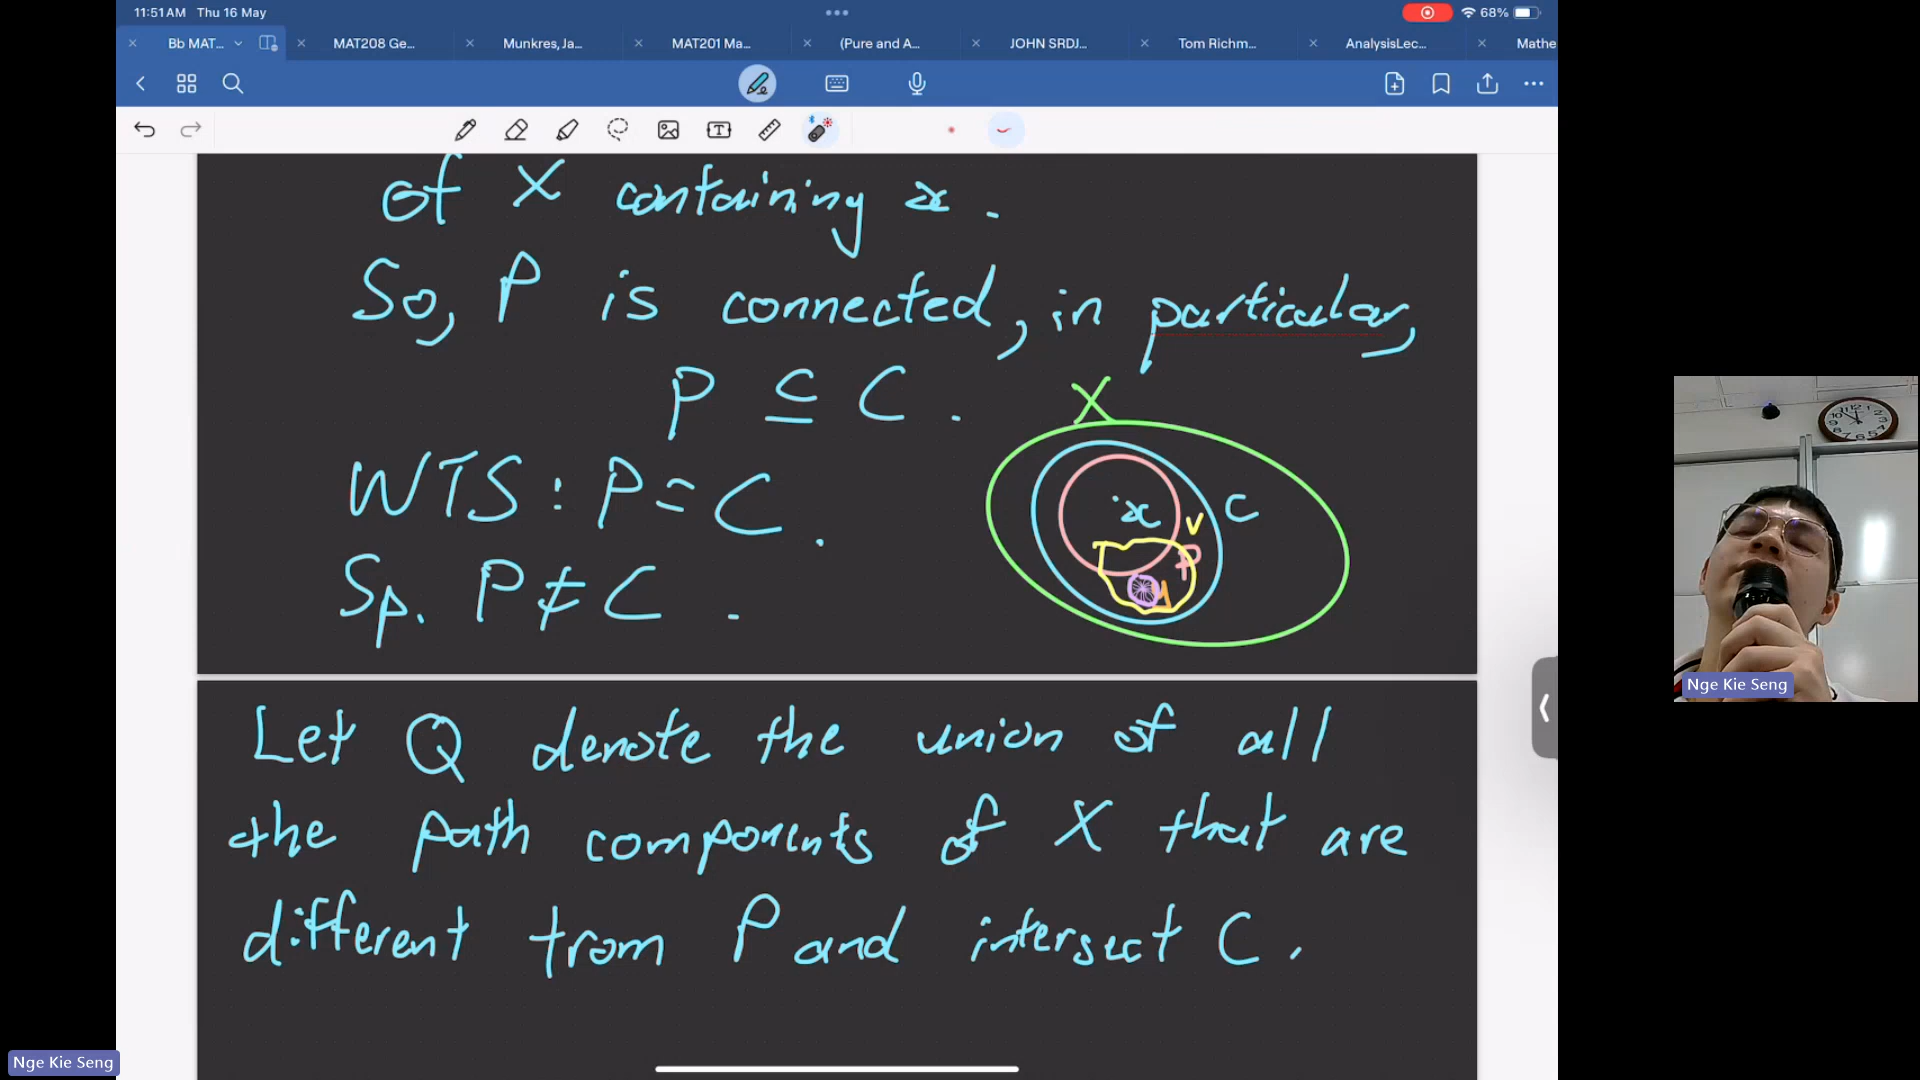 11:51 AM Thu 16 May
68%
Bb MAT...
MAT208 Ge...
Munkres, Ja...
MAT201 Ma...
(Pure and A...
JOHN SRDJ...
Tom Richm...
AnalysisLec...
Mathe
of X containing x.
So, P is connected, in particular,
P ⊆ C.
WTS: P = C.
Sp. P ≠ C.
X
x
C
V
P
y
Let Q denote the union of all
the path components of X that are
different from P and intersect C.
Nge Kie Seng
Nge Kie Seng